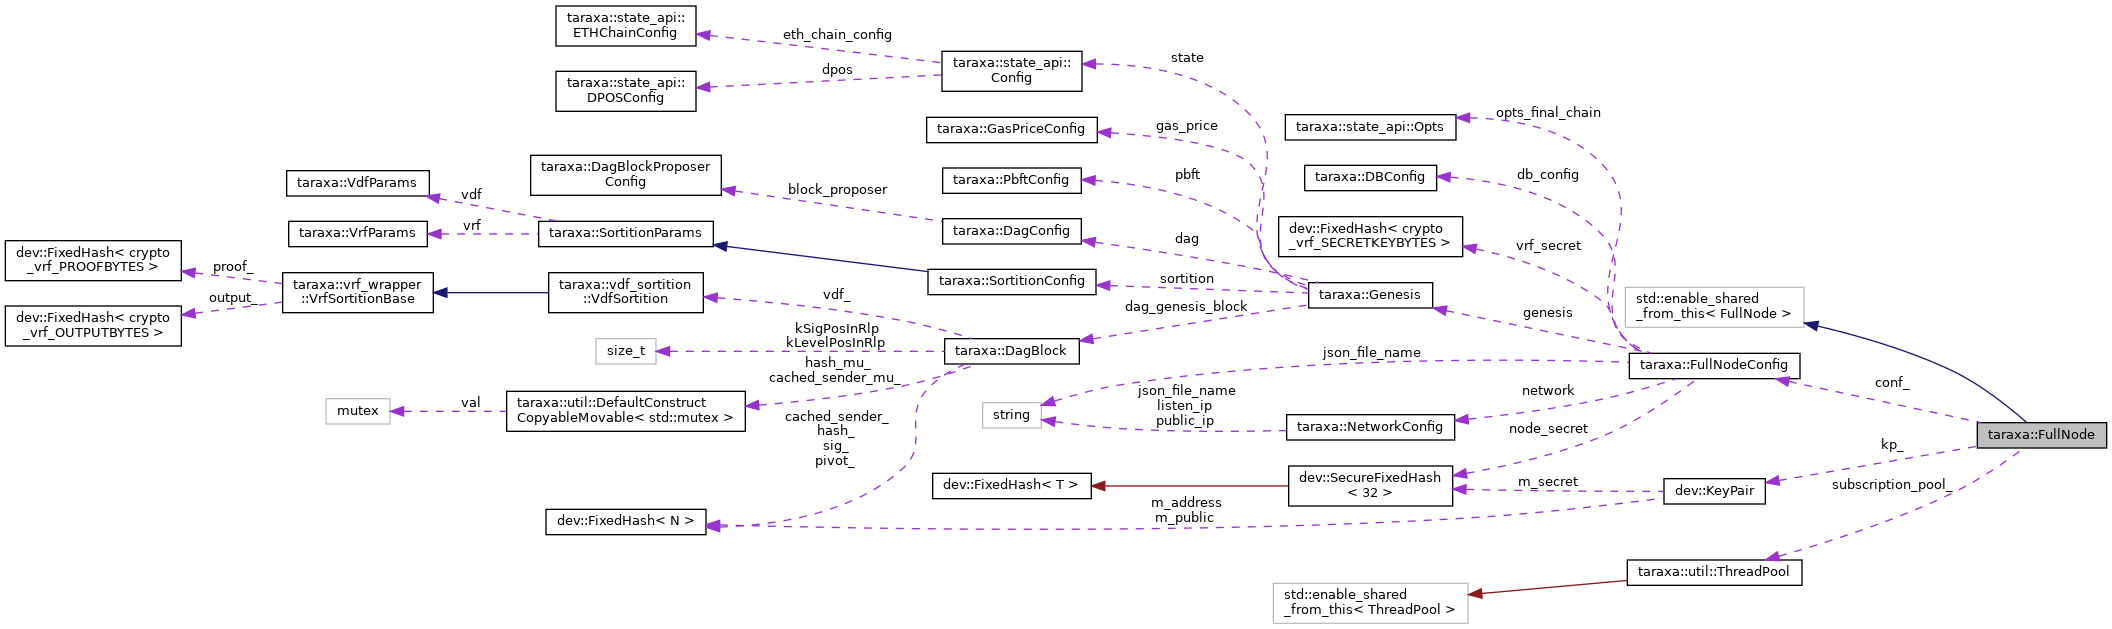 taraxa::state_api::
ETHChainConfig
eth_chain_config
taraxa::state_api::
DPOSConfig
dpos
taraxa::state_api::
Config
state
taraxa::GasPriceConfig
gas_price
taraxa::state_api::Opts
opts_final_chain
taraxa::DagBlockProposer
Config
block_proposer
taraxa::PbftConfig
pbft
taraxa::DBConfig
db_config
taraxa::VdfParams
vdf
taraxa::VrfParams
vrf
taraxa::SortitionParams
taraxa::DagConfig
dag
dev::FixedHash< crypto
_vrf_SECRETKEYBYTES >
vrf_secret
dev::FixedHash< crypto
_vrf_PROOFBYTES >
proof_
dev::FixedHash< crypto
_vrf_OUTPUTBYTES >
output_
taraxa::vrf_wrapper
::VrfSortitionBase
taraxa::vdf_sortition
::VdfSortition
vdf_
taraxa::SortitionConfig
sortition
dag_genesis_block
taraxa::Genesis
genesis
std::enable_shared
_from_this< FullNode >
size_t
kSigPosInRlp
kLevelPosInRlp
taraxa::DagBlock
json_file_name
taraxa::FullNodeConfig
conf_
hash_mu_
cached_sender_mu_
mutex
val
taraxa::util::DefaultConstruct
CopyableMovable< std::mutex >
cached_sender_
hash_
sig_
pivot_
string
json_file_name
listen_ip
public_ip
network
taraxa::NetworkConfig
node_secret
taraxa::FullNode
kp_
dev::FixedHash< T >
dev::SecureFixedHash
< 32 >
m_secret
dev::KeyPair
subscription_pool_
dev::FixedHash< N >
m_address
m_public
taraxa::util::ThreadPool
std::enable_shared
_from_this< ThreadPool >